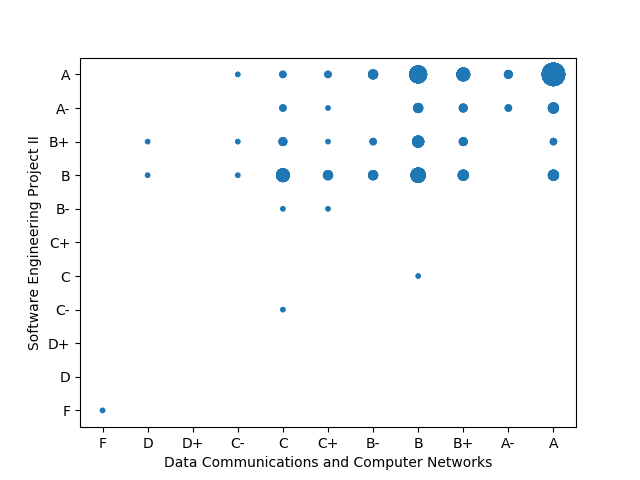 Software Engineering Project II
A
A-
B+
B
B-
C+
C
C-
D+
D
F
F D D+ C- C C+ B- B B+ A- A
Data Communications and Computer Networks